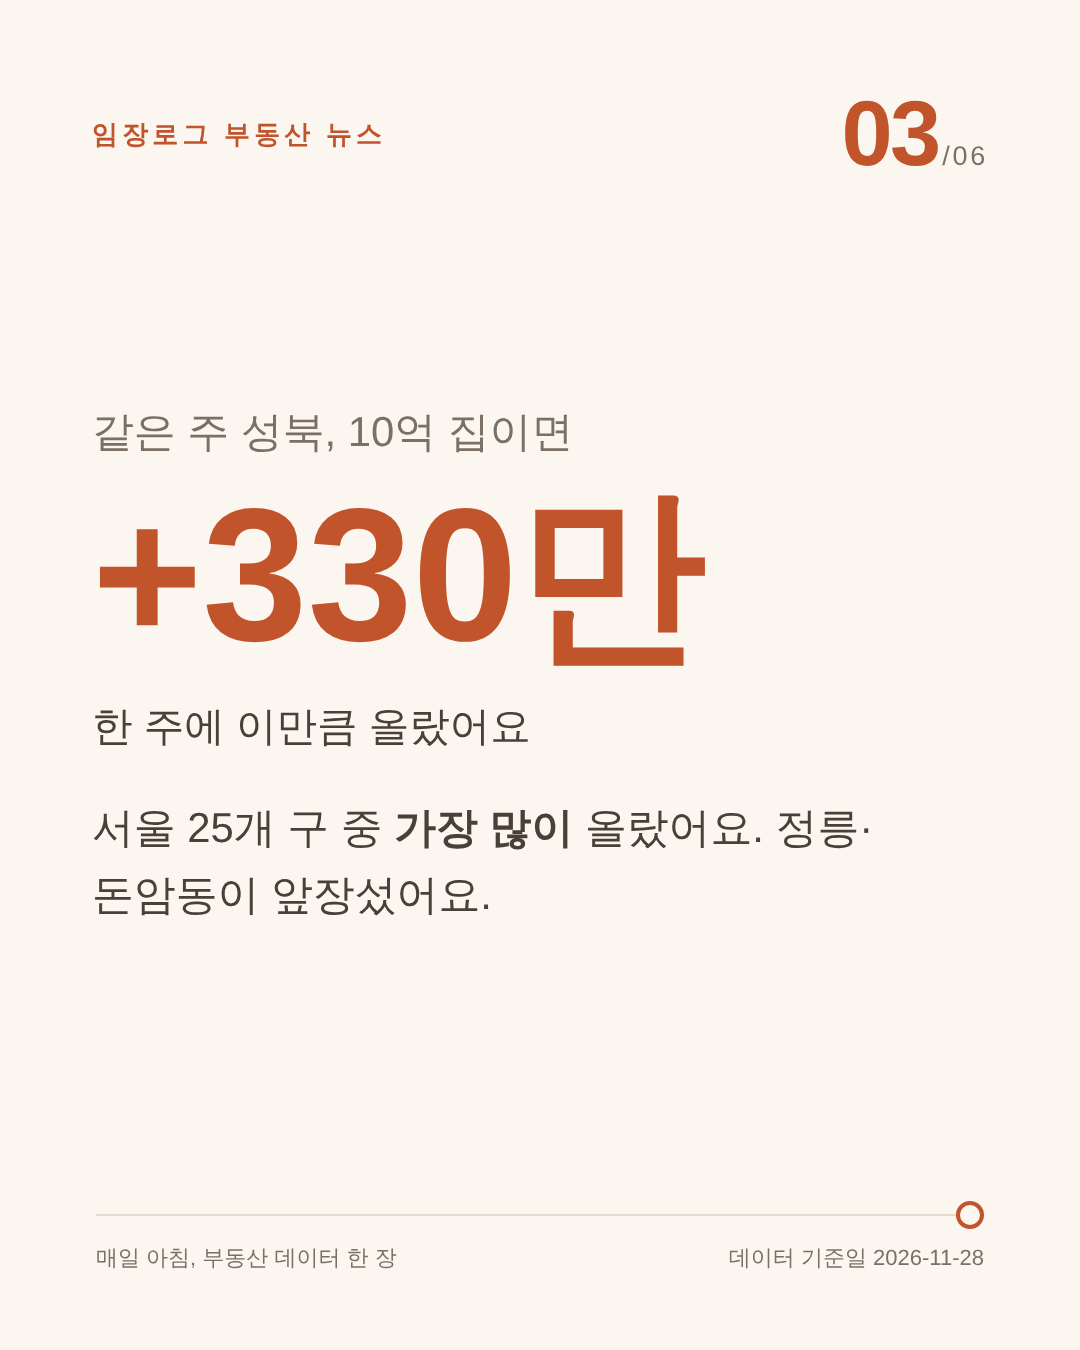 임장로그 부동산 뉴스
03/06
같은 주 성북, 10억 집이면
+330만
한 주에 이만큼 올랐어요
서울 25개 구 중 가장 많이 올랐어요. 정릉·
돈암동이 앞장섰어요.
매일 아침, 부동산 데이터 한 장
데이터 기준일 2026-11-28